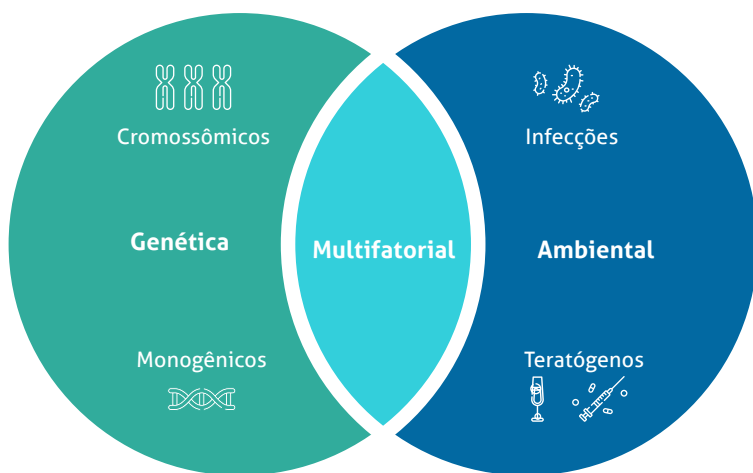 Cromossômicos
Infecções
Genética
Multifatorial
Ambiental
Monogênicos
Teratógenos